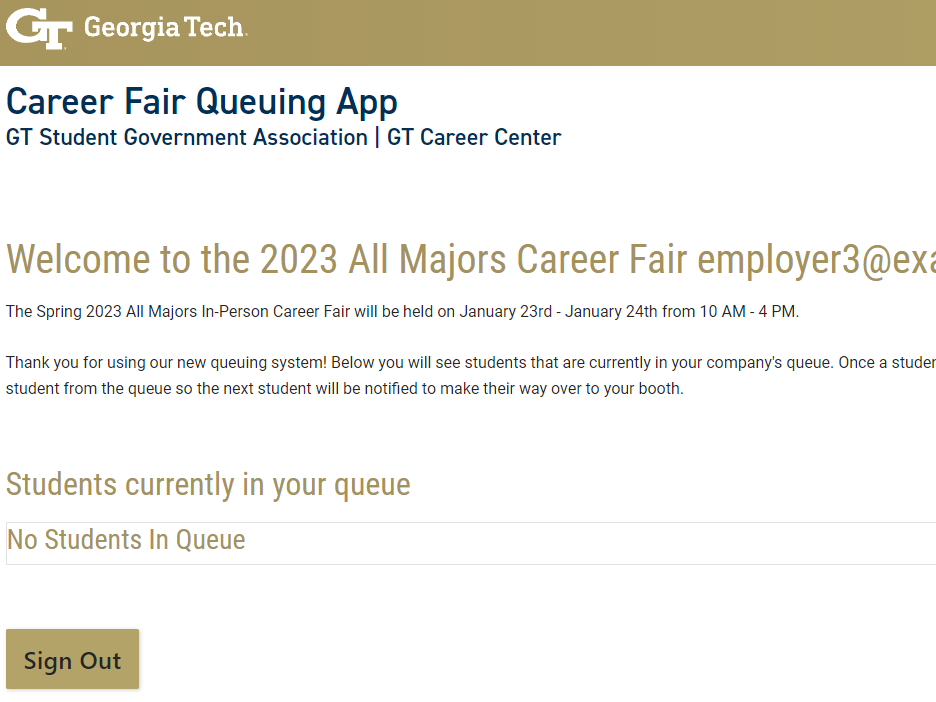 GT Georgia Tech.
Career Fair Queuing App
GT Student Government Association | GT Career Center
Welcome to the 2023 All Majors Career Fair employer3@exa
The Spring 2023 All Majors In-Person Career Fair will be held on January 23rd - January 24th from 10 AM - 4 PM.
Thank you for using our new queuing system! Below you will see students that are currently in your company's queue. Once a studen
student from the queue so the next student will be notified to make their way over to your booth.
Students currently in your queue
No Students In Queue
Sign Out